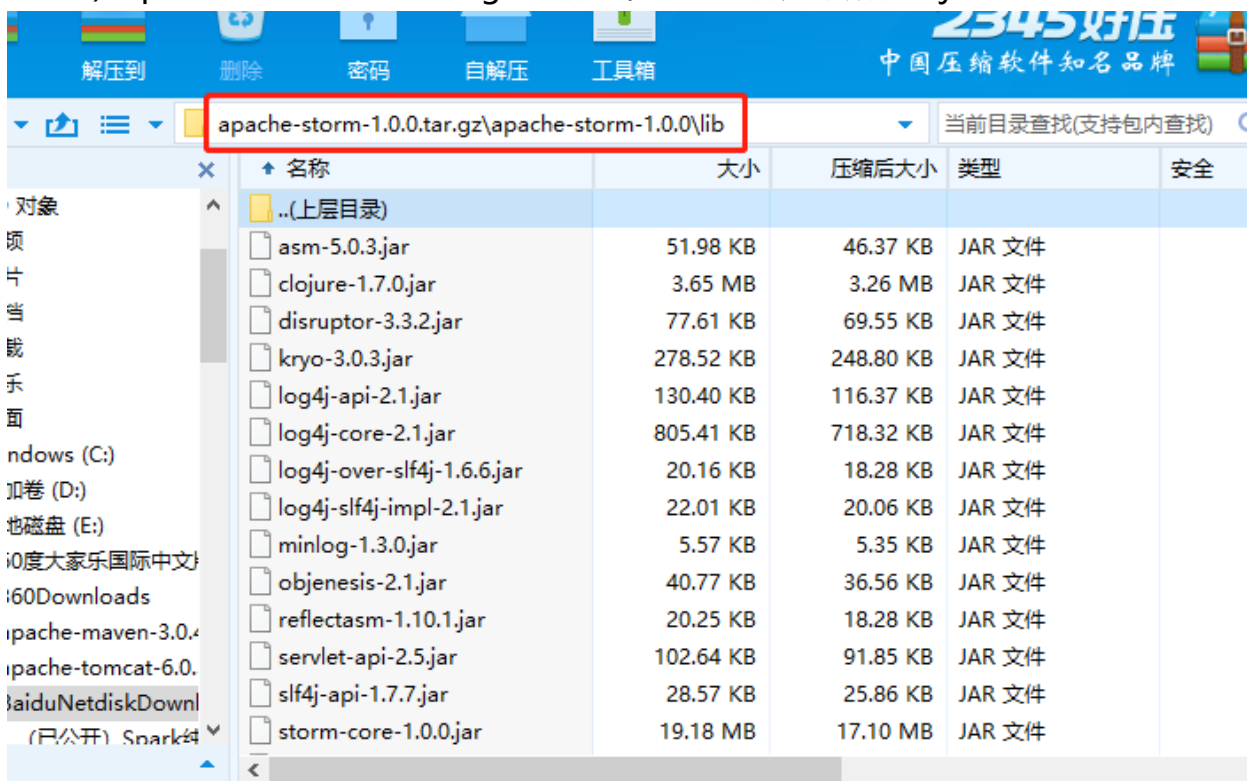 2345好压
解压到 删除 密码 自解压 工具箱 中国压缩软件知名品牌
apache-storm-1.0.0.tar.gz\apache-storm-1.0.0\lib 当前目录查找(支持包内查找)
名称 大小 压缩后大小 类型 安全
对象 ..(上层目录)
asm-5.0.3.jar 51.98 KB 46.37 KB JAR 文件
clojure-1.7.0.jar 3.65 MB 3.26 MB JAR 文件
disruptor-3.3.2.jar 77.61 KB 69.55 KB JAR 文件
kryo-3.0.3.jar 278.52 KB 248.80 KB JAR 文件
log4j-api-2.1.jar 130.40 KB 116.37 KB JAR 文件
面
log4j-core-2.1.jar 805.41 KB 718.32 KB JAR 文件
ndows (C:)
log4j-over-slf4j-1.6.6.jar 20.16 KB 18.28 KB JAR 文件
加卷 (D:)
log4j-slf4j-impl-2.1.jar 22.01 KB 20.06 KB JAR 文件
地磁盘 (E:)
minlog-1.3.0.jar 5.57 KB 5.35 KB JAR 文件
60度大家乐国际中文
objenesis-2.1.jar 40.77 KB 36.56 KB JAR 文件
360Downloads
reflectasm-1.10.1.jar 20.25 KB 18.28 KB JAR 文件
apache-maven-3.0.4
servlet-api-2.5.jar 102.64 KB 91.85 KB JAR 文件
apache-tomcat-6.0.
slf4j-api-1.7.7.jar 28.57 KB 25.86 KB JAR 文件
BaiduNetdiskDownl
storm-core-1.0.0.jar 19.18 MB 17.10 MB JAR 文件
(已公开) Spark纯